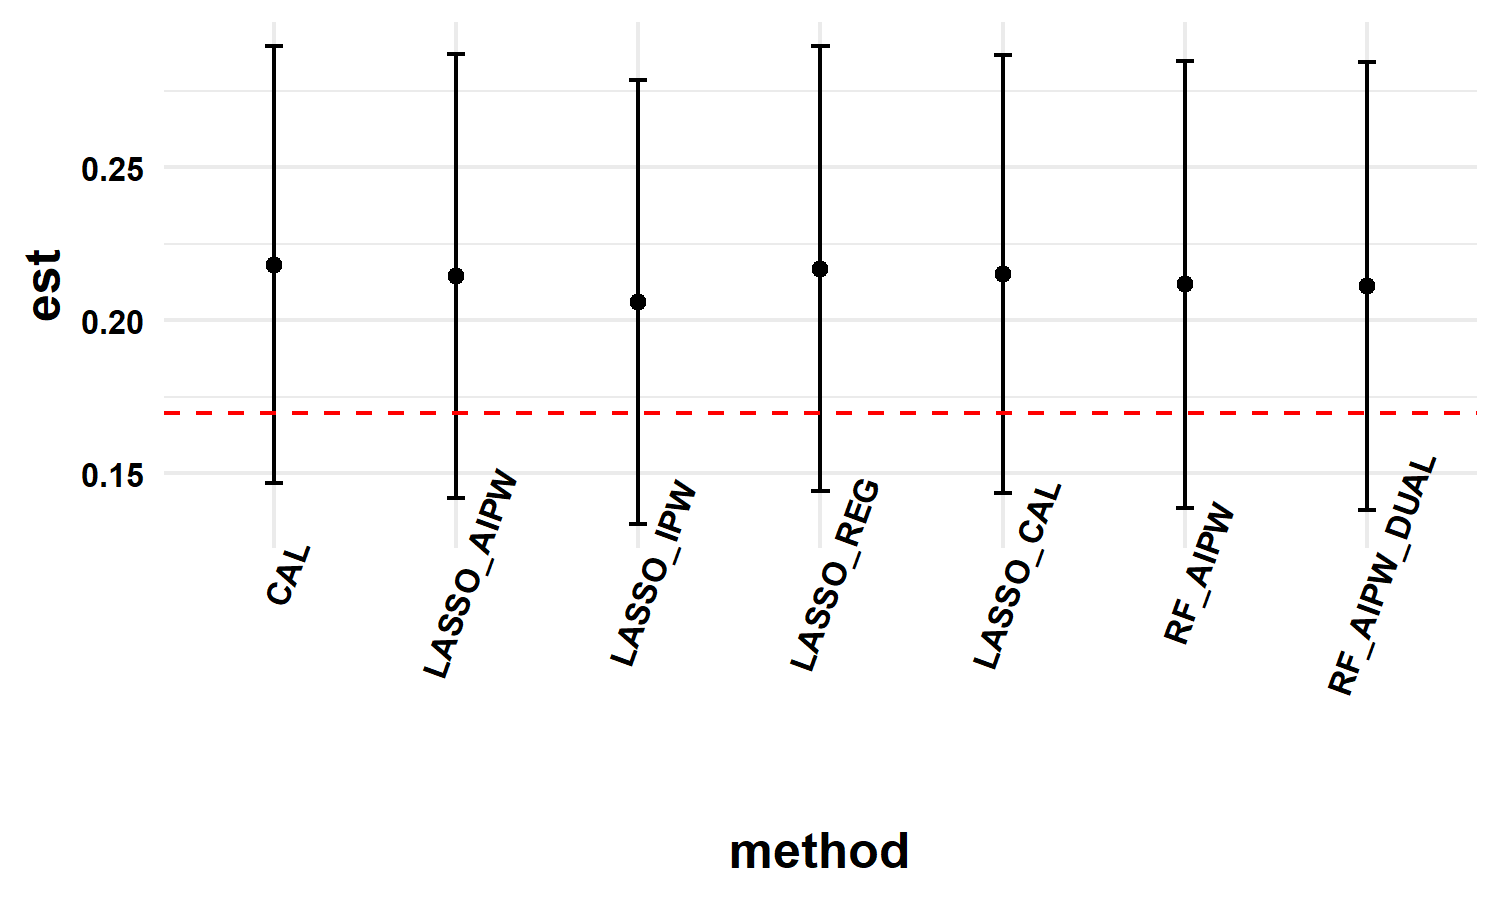 est
0.25
0.20
0.15
CAL
LASSO_AIPW
LASSO_IPW
LASSO_REG
LASSO_CAL
RF_AIPW
RF_AIPW_DUAL
method